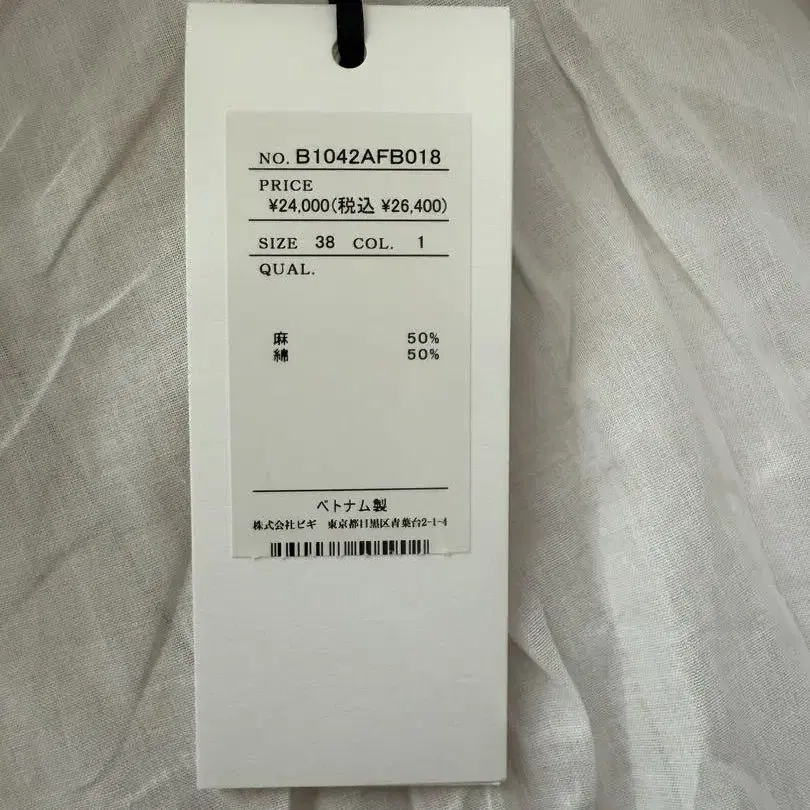 NO. B1042AFB018
PRICE
¥24,000(税込 ¥26,400)
SIZE 38 COL. 1
QUAL.
麻 50%
綿 50%
ベトナム製
株式会社ビギ 東京都目黒区青葉台2-1-4